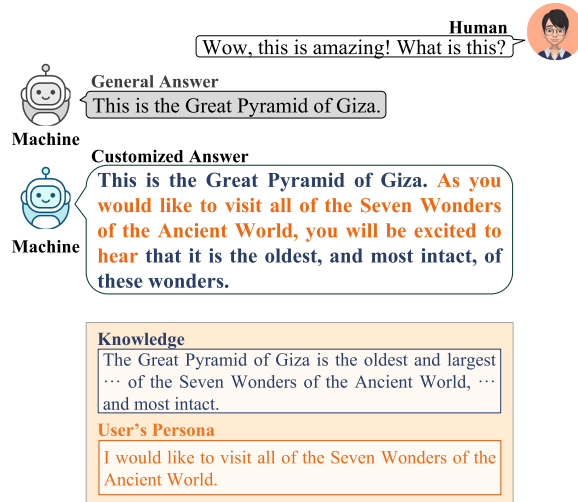 Human
Wow, this is amazing! What is this?
General Answer
This is the Great Pyramid of Giza.
Machine
Customized Answer
This is the Great Pyramid of Giza. As you
would like to visit all of the Seven Wonders
of the Ancient World, you will be excited to
hear that it is the oldest, and most intact, of
these wonders.
Machine
Knowledge
The Great Pyramid of Giza is the oldest and largest
⋯ of the Seven Wonders of the Ancient World, ⋯
and most intact.
User's Persona
I would like to visit all of the Seven Wonders of the
Ancient World.